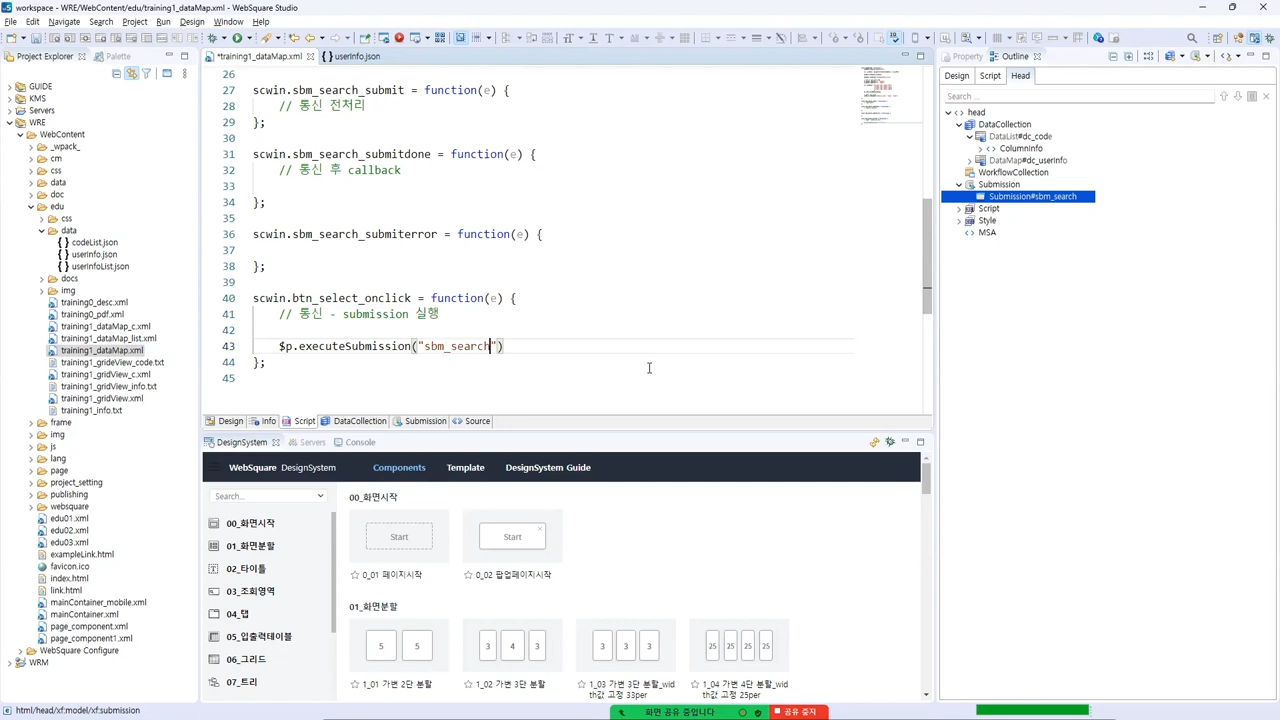 workspace - WRE/WebContent/edu/training1_dataMap.xml - WebSquare Studio
File Edit Navigate Search Project Run Design Window Help
Project Explorer Palette
GUIDE
KMS
Servers
WRE
WebContent
_wpack_
cm
css
data
doc
edu
css
data
codeList.json
userInfo.json
userInfoList.json
docs
img
training0_desc.xml
training0_pdf.xml
training1_dataMap_c.xml
training1_dataMap_list.xml
training1_dataMap.xml
training1_grideView_code.txt
training1_gridView_c.xml
training1_gridView_info.txt
training1_gridView.xml
training1_info.txt
frame
img
js
lang
page
project_setting
publishing
websquare
edu01.xml
edu02.xml
edu03.xml
exampleLink.html
favicon.ico
index.html
link.html
mainContainer_mobile.xml
mainContainer.xml
page_component.xml
page_component1.xml
WebSquare Configure
WRM
*training1_dataMap.xml userInfo.json
26
27 scwin.sbm_search_submit = function(e) {
28 // 통신 전처리
29 };
30
31 scwin.sbm_search_submitdone = function(e) {
32 // 통신 후 callback
33
34 };
35
36 scwin.sbm_search_submiterror = function(e) {
37
38 };
39
40 scwin.btn_select_onclick = function(e) {
41 // 통신 - submission 실행
42
43 $p.executeSubmission("sbm_search")
44 };
45
Design Info Script DataCollection Submission Source
DesignSystem Servers Console
WebSquare DesignSystem Components Template DesignSystem Guide
Search...
00_화면시작
01_화면분할
02_타이틀
03_조회영역
04_탭
05_입출력테이블
06_그리드
07_트리
00_화면시작
Start Start
0_01 페이지시작 0_02 팝업페이지시작
01_화면분할
5 5 3 4 3 3 3 3 25 25 25 25
1_01 가변 2단 분할 1_02 가변 3단 분할 1_03 가변 3단 분할_width값 고정 33per 1_04 가변 4단 분할_width값 고정 25per
Property Outline
Design Script Head
Search ...
head
DataCollection
DataList#dc_code
ColumnInfo
DataMap#dc_userInfo
WorkflowCollection
Submission
Submission#sbm_search
Script
Style
MSA
html/head/xf:model/xf:submission
화면 공유 중입니다 공유 중지